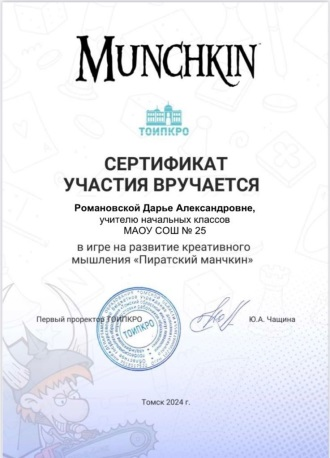 MUNCHKIN
ТОИПКРО
СЕРТИФИКАТ
УЧАСТИЯ ВРУЧАЕТСЯ
Романовской Дарье Александровне,
учителю начальных классов
МАОУ СОШ № 25
в игре на развитие креативного
мышления «Пиратский манчкин»
Первый проректор ТОИПКРО
ТОИПКРО
Ю.А. Чащина
Томск 2024 г.